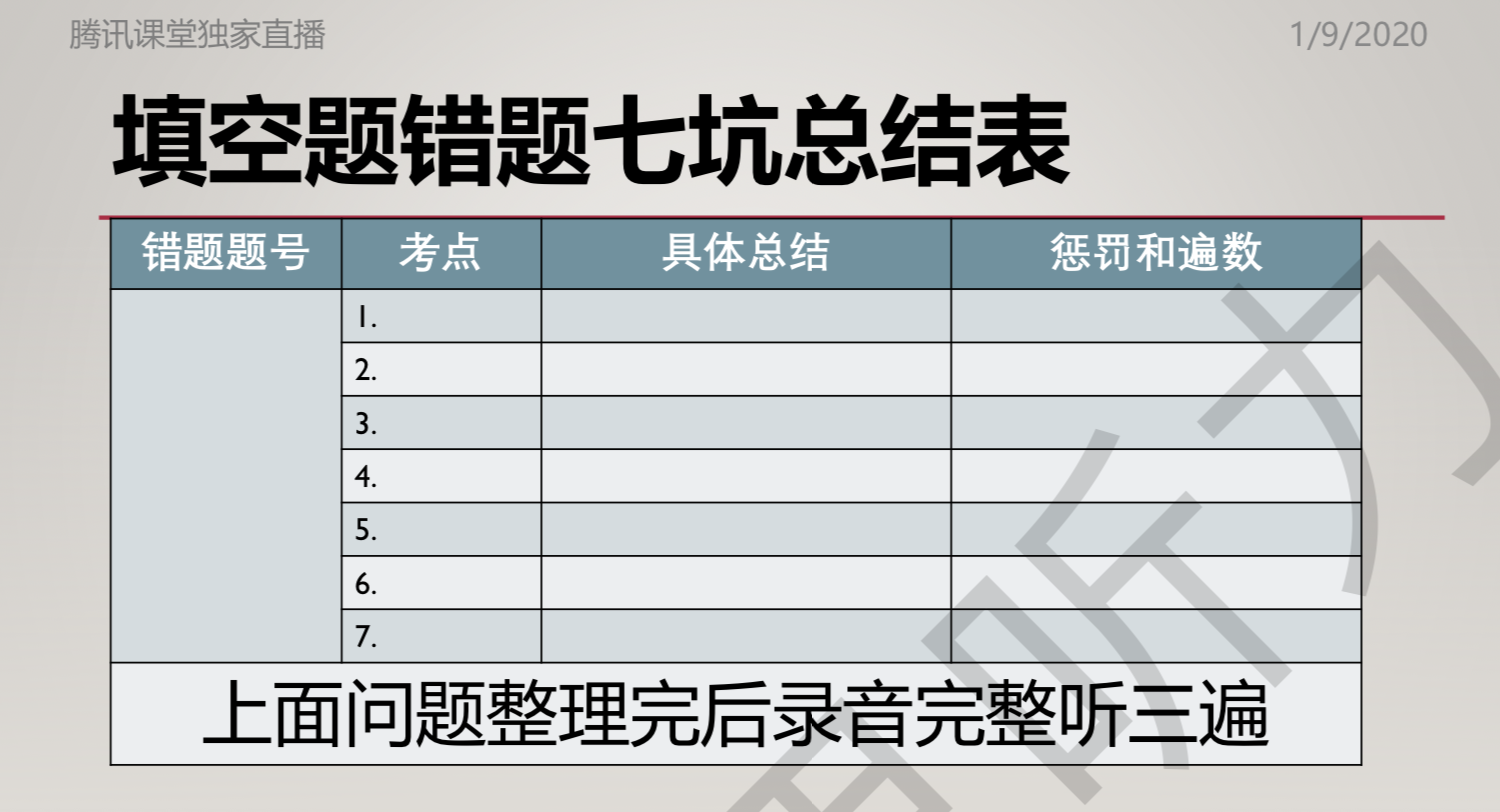 腾讯课堂独家直播 1/9/2020
填空题错题七坑总结表
错题题号 考点 具体总结 惩罚和遍数
1.
2.
3.
4.
5.
6.
7.
上面问题整理完后录音完整听三遍
听力